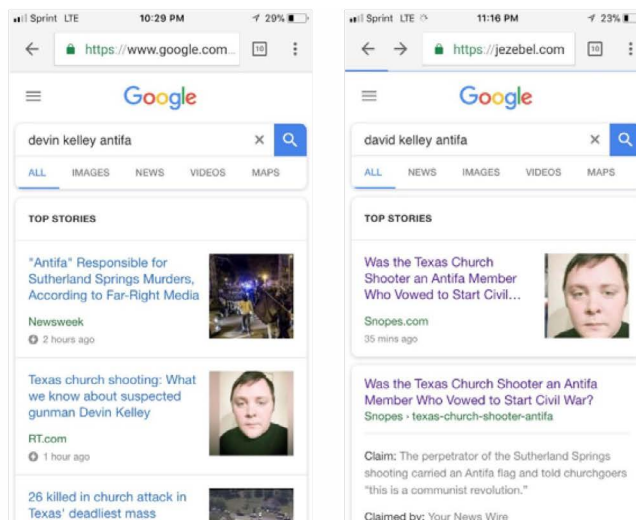 Sprint LTE 10:29 PM 29%
https://www.google.com...
10
Google
devin kelley antifa
ALL IMAGES NEWS VIDEOS MAPS
TOP STORIES
"Antifa" Responsible for
Sutherland Springs Murders,
According to Far-Right Media
Newsweek
2 hours ago
Texas church shooting: What
we know about suspected
gunman Devin Kelley
RT.com
1 hour ago
26 killed in church attack in
Texas' deadliest mass
Sprint LTE 11:16 PM 23%
https://jezebel.com
10
Google
david kelley antifa
ALL NEWS IMAGES VIDEOS MAPS
TOP STORIES
Was the Texas Church
Shooter an Antifa Member
Who Vowed to Start Civil...
Snopes.com
35 mins ago
Was the Texas Church Shooter an Antifa
Member Who Vowed to Start Civil War?
Snopes › texas-church-shooter-antifa
Claim: The perpetrator of the Sutherland Springs
shooting carried an Antifa flag and told churchgoers
"this is a communist revolution."
Claimed by: Your News Wire